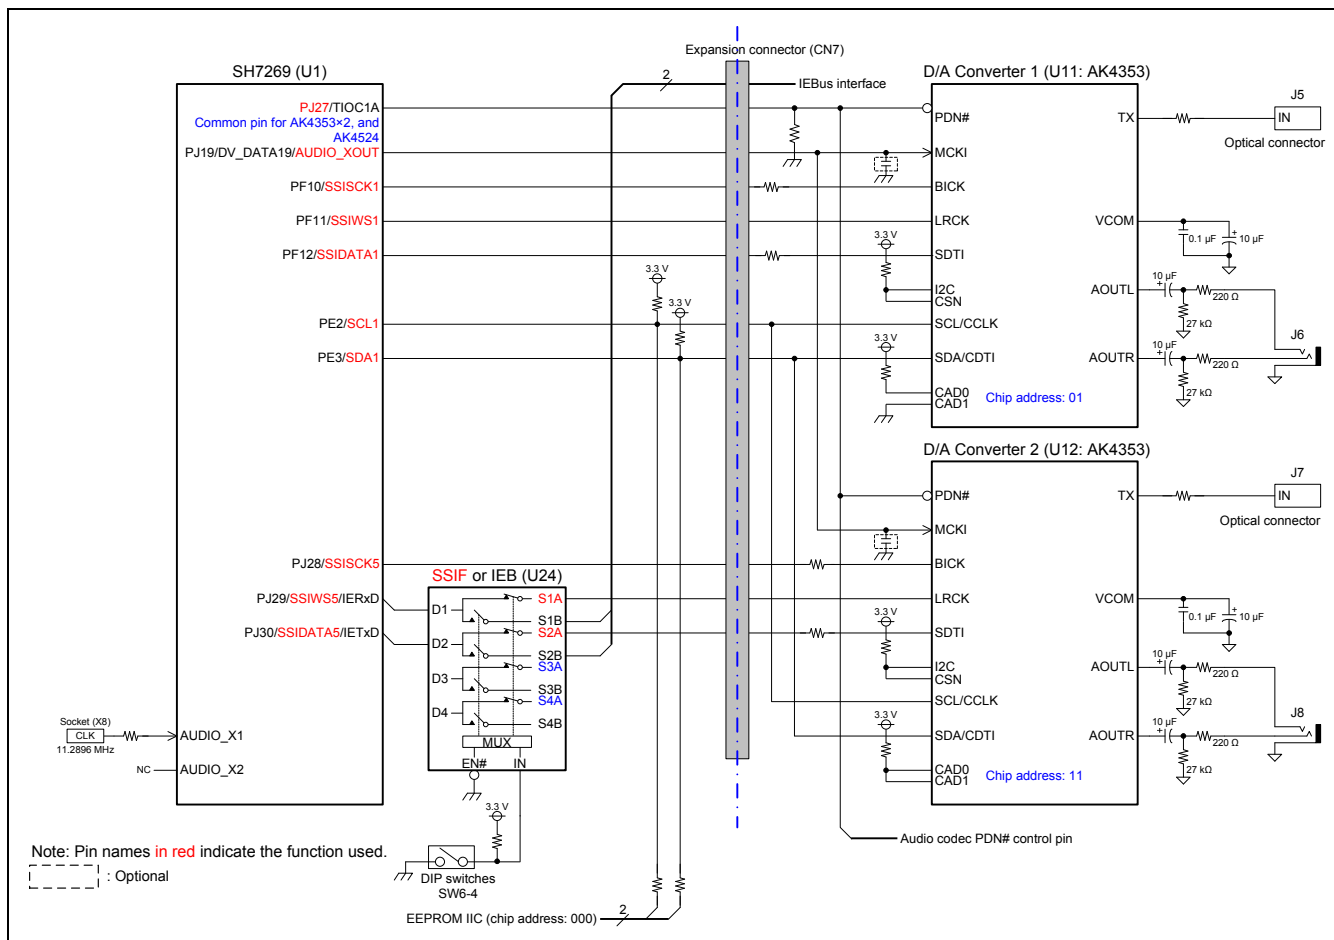 Expansion connector (CN7)
SH7269 (U1)
2
IEBus interface
D/A Converter 1 (U11: AK4353)
J5
PJ27/TIOC1A
Common pin for AK4353×2, and
AK4524
PDN#
TX
IN
Optical connector
PJ19/DV_DATA19/AUDIO_XOUT
MCKI
PF10/SSISCK1
BICK
PF11/SSIWS1
LRCK
VCOM
3.3 V
0.1 µF
+
10 µF
PF12/SSIDATA1
SDTI
3.3 V
3.3 V
I2C
CSN
AOUTL
10 µF
+
220 Ω
27 kΩ
PE2/SCL1
SCL/CCLK
3.3 V
J6
PE3/SDA1
SDA/CDTI
AOUTR
10 µF
+
220 Ω
27 kΩ
CAD0
CAD1
Chip address: 01
D/A Converter 2 (U12: AK4353)
J7
PDN#
TX
IN
Optical connector
MCKI
PJ28/SSISCK5
BICK
SSIF or IEB (U24)
PJ29/SSIWS5/IERxD
D1
S1A
S1B
LRCK
VCOM
3.3 V
0.1 µF
+
10 µF
PJ30/SSIDATA5/IETxD
D2
S2A
S2B
SDTI
D3
S3A
S3B
I2C
CSN
AOUTL
10 µF
+
220 Ω
27 kΩ
D4
S4A
S4B
SCL/CCLK
3.3 V
J8
Socket (X8)
CLK
11.2896 MHz
AUDIO_X1
MUX
SDA/CDTI
AOUTR
10 µF
+
220 Ω
27 kΩ
NC
AUDIO_X2
EN#
IN
CAD0
CAD1
Chip address: 11
3.3 V
Audio codec PDN# control pin
Note: Pin names in red indicate the function used.
: Optional
DIP switches
SW6-4
EEPROM IIC (chip address: 000)
2